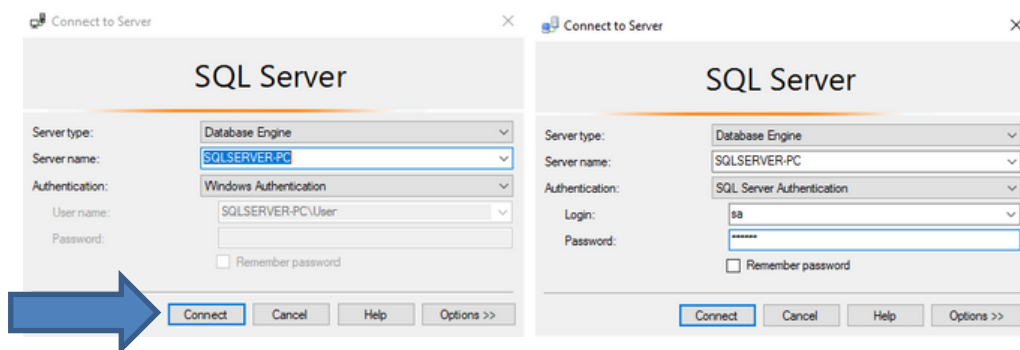 Connect to Server
SQL Server
Server type: Database Engine
Server name: SQLSERVER-PC
Authentication: Windows Authentication
User name: SQLSERVER-PC\User
Password:
Remember password
Connect Cancel Help Options >>
Connect to Server
SQL Server
Server type: Database Engine
Server name: SQLSERVER-PC
Authentication: SQL Server Authentication
Login: sa
Password: ******
Remember password
Connect Cancel Help Options >>